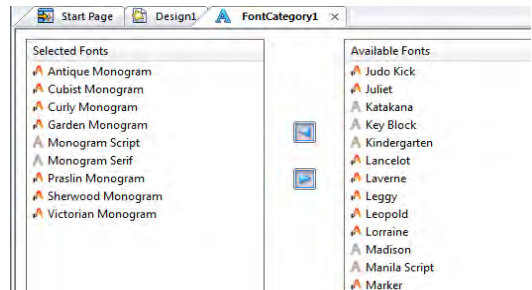 Start Page Design1 FontCategory1
Selected Fonts
Antique Monogram
Cubist Monogram
Curly Monogram
Garden Monogram
Monogram Script
Monogram Serif
Praslin Monogram
Sherwood Monogram
Victorian Monogram
Available Fonts
Judo Kick
Juliet
Katakana
Key Block
Kindergarten
Lancelot
Laverne
Leggy
Leopold
Lorraine
Madison
Manila Script
Marker